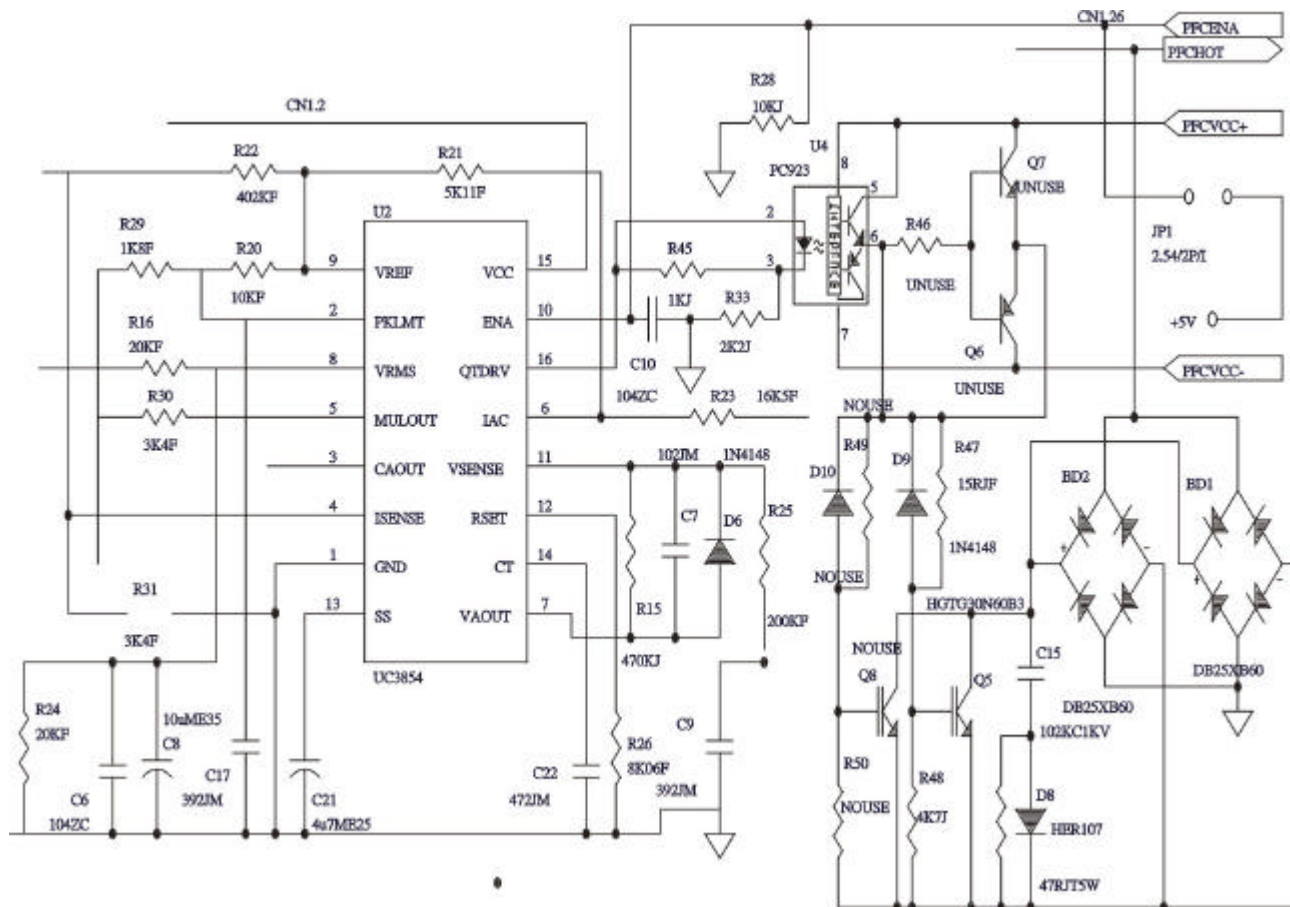 CN1.26
PFCENA
PFCHOT
R28
10KJ
CN1.2
PFCVCC+
U4
R22
R21
8
Q7
PC923
402KF
5K11F
5
UNUSE
U2
2
R29
R46
JP1
1K8F
R20
R45
6
2.54/2P/I
9
VREF
VCC
15
3
10KF
1KJ
R33
UNUSE
2
PKLMT
ENA
10
+5V
R16
2K2J
7
20KF
C10
Q6
8
VRMS
QTDRV
16
PFCVCC-
R30
104ZC
R23
16K5F
NOUSE
UNUSE
5
MULOUT
IAC
6
3K4F
R49
R47
3
CAOUT
VSENSE
11
102JM
1N4148
D10
D9
15RJF
BD2
BD1
4
ISENSE
RSET
12
C7
D6
R25
1
GND
CT
14
NOUSE
1N4148
+
-
+
-
R31
13
SS
VAOUT
7
R15
HGTG30N60B3
200KF
3K4F
470KJ
NOUSE
C15
UC3854
Q8
Q5
DB25XB60
R24
10uME35
DB25XB60
20KF
C8
R26
C9
102KC1KV
8K06F
C17
C22
R50
R48
C6
392JM
C21
472JM
392JM
D8
104ZC
4u7ME25
NOUSE
4K7J
HER107
47RJT5W